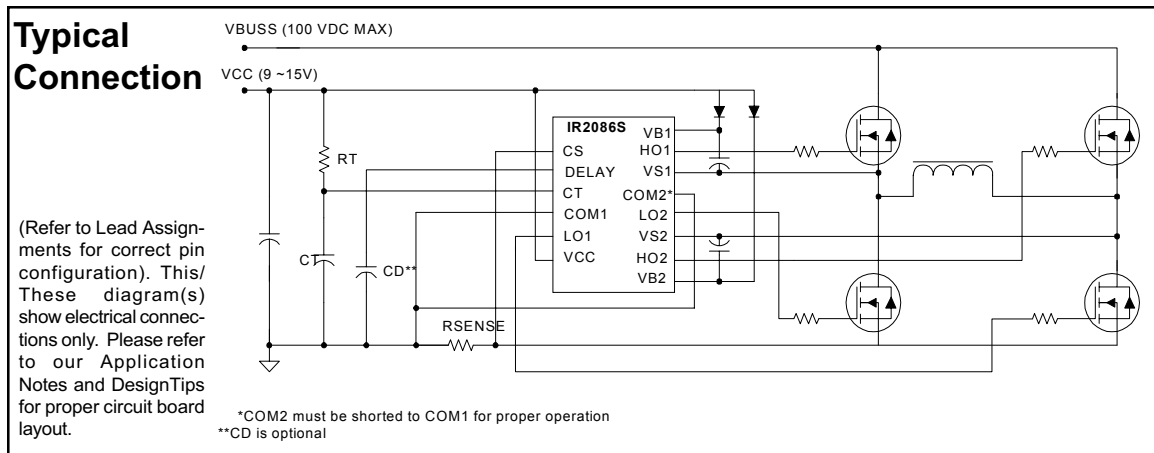 Typical
Connection
VBUSS (100 VDC MAX)
VCC (9 ~15V)
RT
CT
CD**
RSENSE
IR2086S
CS
DELAY
CT
COM1
LO1
VCC
VB1
HO1
VS1
COM2*
LO2
VS2
HO2
VB2
(Refer to Lead Assign-
ments for correct pin
configuration). This/
These diagram(s)
show electrical connec-
tions only. Please refer
to our Application
Notes and DesignTips
for proper circuit board
layout.
*COM2 must be shorted to COM1 for proper operation
**CD is optional